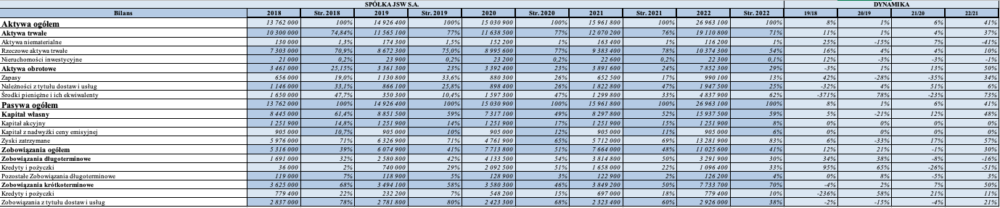 SPÓŁKA JSW S.A. DYNAMIKA
Bilans 2018 Str. 2018 2019 Str. 2019 2020 Str. 2020 2021 Str. 2021 2022 Str. 2022 19/18 20/19 21/20 22/21
Aktywa ogółem 13 762 000 100% 14 926 400 100% 15 030 900 100% 15 961 800 100% 26 963 100 100% 8% 1% 6% 41%
Aktywa trwałe 10 300 000 74,84% 11 565 100 77% 11 638 500 77% 12 070 200 76% 19 110 800 71% 11% 1% 4% 37%
Aktywa niematerialne 130 000 1,3% 174 300 1,5% 152 200 1% 163 400 1% 116 200 1% 25% -15% 7% -41%
Rzeczowe aktywa trwałe 7 303 000 70,9% 8 672 300 75,0% 8 995 600 77% 9 383 400 78% 10 374 300 54% 16% 4% 4% 10%
Nieruchomości inwestycyjne 21 000 0,2% 23 900 0,2% 23 200 0,2% 22 600 0,2% 22 300 0,1% 12% -3% -3% -1%
Aktywa obrotowe 3 461 000 25,15% 3 361 300 23% 3 392 400 23% 3 891 600 24% 7 852 300 29% -3% 1% 13% 50%
Zapasy 656 000 19,0% 1 130 800 33,6% 880 300 26% 652 500 17% 990 100 13% 42% -28% -35% 34%
Należności z tytułu dostaw i usług 1 146 000 33,1% 866 100 25,8% 898 400 26% 1 822 800 47% 1 947 500 25% -32% 4% 51% 6%
Środki pieniężne i ich ekwiwalenty 1 650 000 47,7% 350 300 10,4% 1 597 300 47% 1 299 800 33% 4 837 900 62% -371% 78% -23% 73%
Pasywa ogółem 13 762 000 100% 14 926 400 100% 15 030 900 100% 15 961 800 100% 26 963 100 100% 8% 1% 6% 41%
Kapitał własny 8 445 000 61,4% 8 851 500 59% 7 317 100 49% 8 297 800 52% 15 937 500 59% 5% -21% 12% 48%
Kapitał akcyjny 1 251 900 14,8% 1 251 900 14% 1 251 900 17% 1 251 900 15% 1 251 900 8% 0% 0% 0% 0%
Kapitał z nadwyżki ceny emisyjnej 905 000 10,7% 905 000 10% 905 000 12% 905 000 11% 905 000 6% 0% 0% 0% 0%
Zyski zatrzymane 5 976 000 71% 6 326 900 71% 4 761 900 65% 5 712 000 69% 13 281 900 83% 6% -33% 17% 57%
Zobowiązania ogółem 5 316 000 39% 6 074 900 41% 7 713 800 51% 7 664 000 48% 11 025 600 41% 12% 21% -1% 30%
Zobowiązania długoterminowe 1 691 000 32% 2 580 800 42% 4 133 500 54% 3 814 800 50% 3 291 900 30% 34% 38% -8% -16%
Kredyty i pożyczki 36 000 2% 740 000 29% 2 092 500 51% 1 658 000 22% 1 096 400 33% 95% 65% -26% -51%
Pozostałe Zobowiązania długoterminowe 119 000 7% 118 900 5% 128 900 3% 122 900 2% 126 200 4% 0% 8% -5% 3%
Zobowiązania krótkoterminowe 3 625 000 68% 3 494 100 58% 3 580 300 46% 3 849 200 50% 7 733 700 70% -4% 2% 7% 50%
Kredyty i pożyczki 779 400 22% 232 200 7% 548 200 15% 697 000 18% 779 400 10% -236% 58% 21% 11%
Zobowiązania z tytułu dostaw i usług 2 837 000 78% 2 781 800 80% 2 423 300 68% 2 323 400 60% 2 926 000 38% -2% -15% -4% 21%